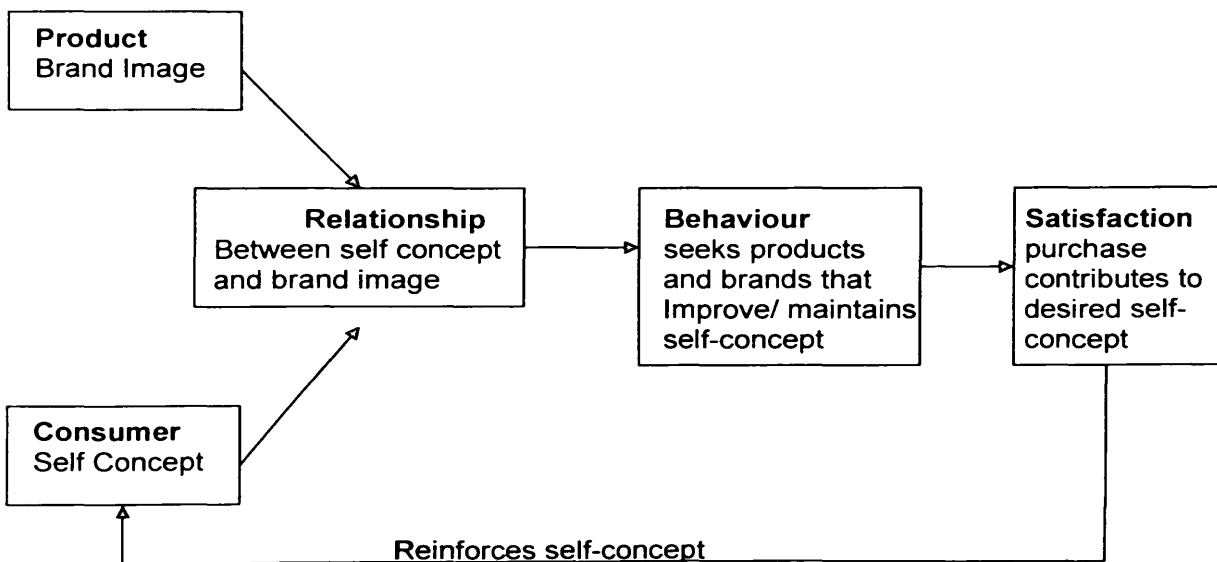 Product
Brand Image
Relationship
Between self concept
and brand image
Behaviour
seeks products
and brands that
Improve/ maintains
self-concept
Satisfaction
purchase
contributes to
desired self-
concept
Consumer
Self Concept
Reinforces self-concept